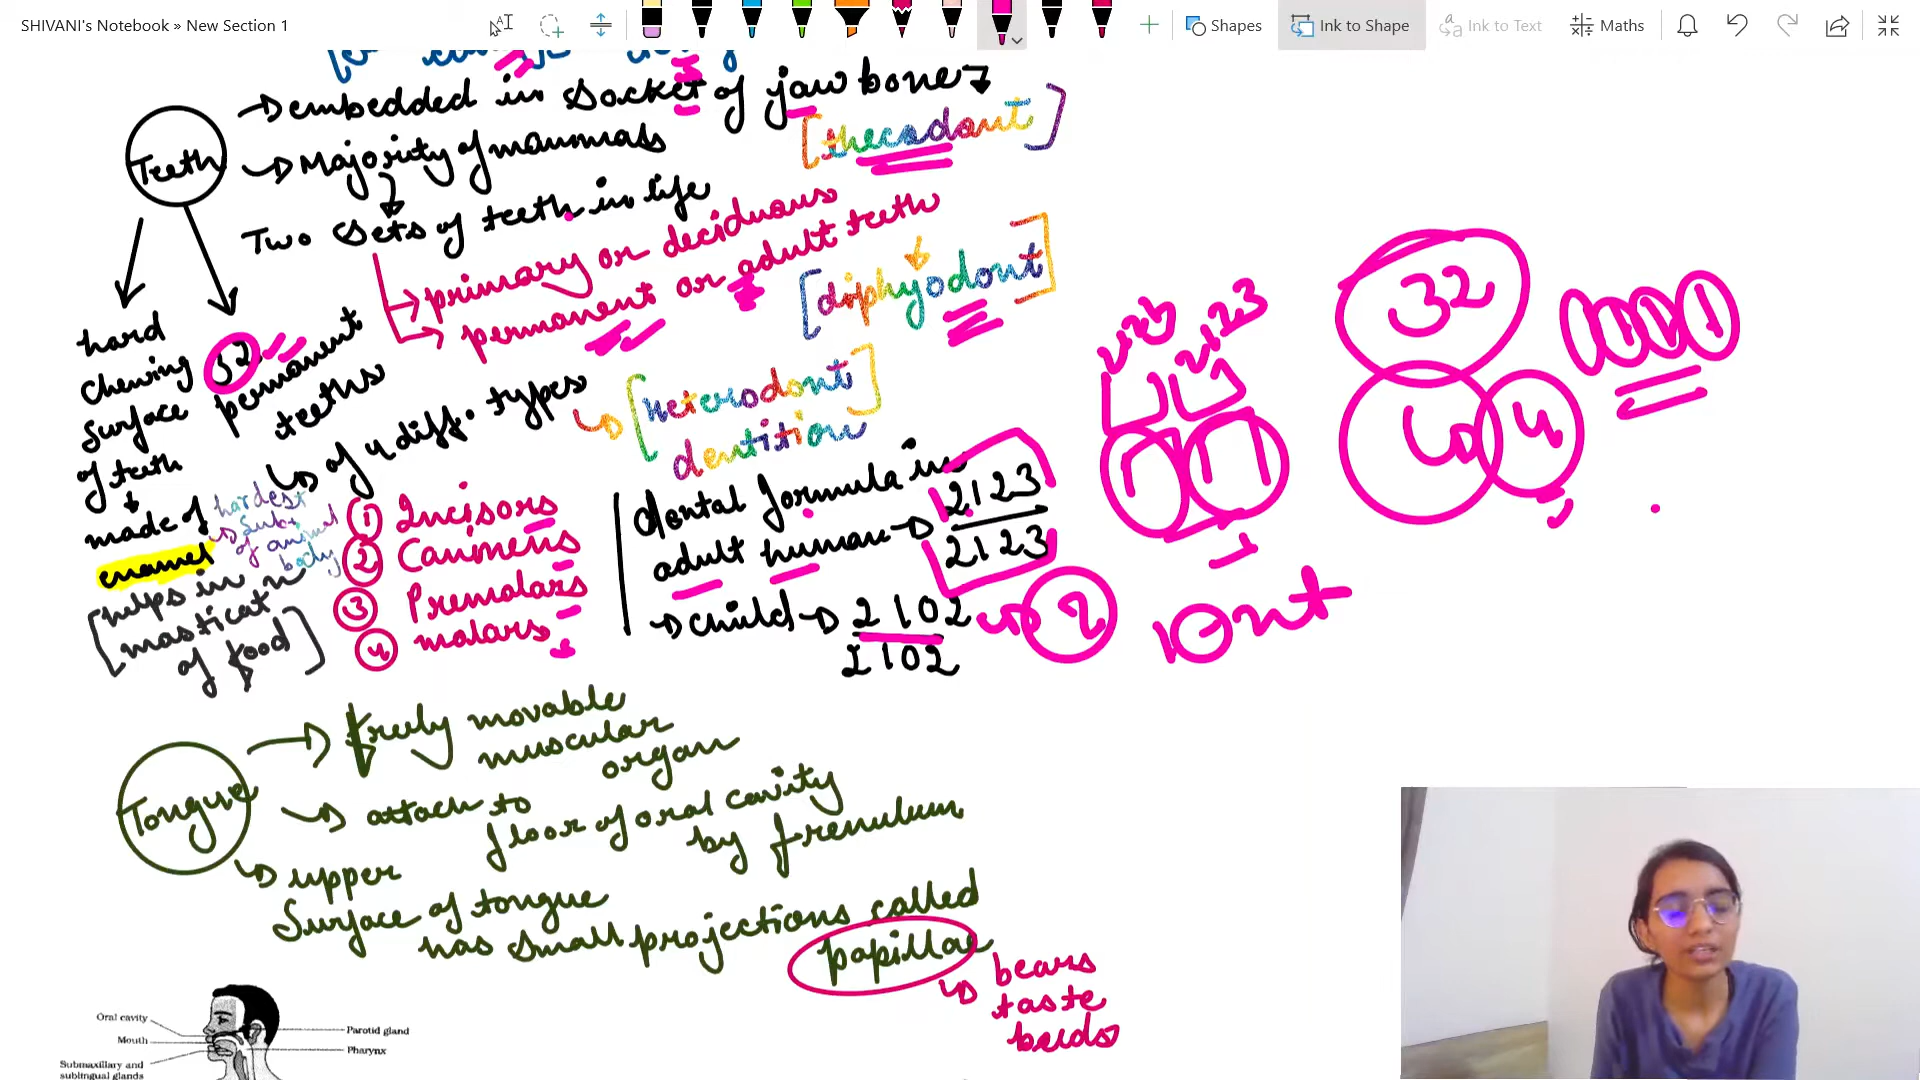 SHIVANI's Notebook » New Section 1
Shapes
Ink to Shape
Ink to Text
Maths
Teeth
embedded in socket of jaw bone
[thecodont]
Majority of mammals
Two sets of teeth in life
primary or deciduous
permanent or adult teeth
[diphyodont]
hard
chewing
surface
of teeth
made of
enamel
hardest
subt
of animal
body
[helps in
masticatn
of food]
32
permanent
teeths
of 4 diff. types
[heterodont
dentition]
1 Incisors
2 Canines
3 Premolars
4 molars
dental formula in
adult human
2123
2123
child
2102
2102
2
2123
2123
32
4
Tongue
freely movable
muscular
organ
attach to
floor of oral cavity
by frenulum
upper
surface of tongue
has small projections called
papillae
bears
taste
buds
Oral cavity
Mouth
Submaxillary and
sublingual glands
Parotid gland
Pharynx